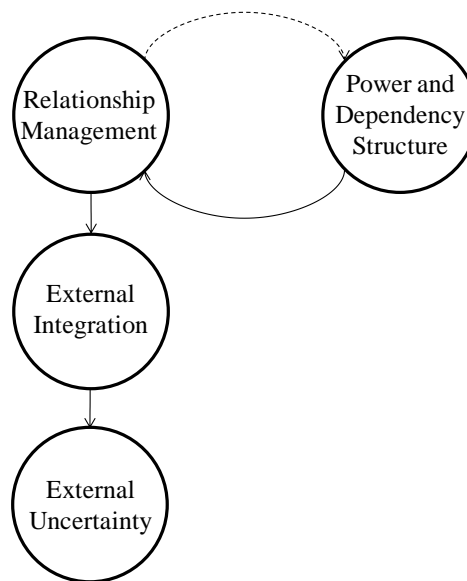 Relationship
Management
Power and
Dependency
Structure
External
Integration
External
Uncertainty